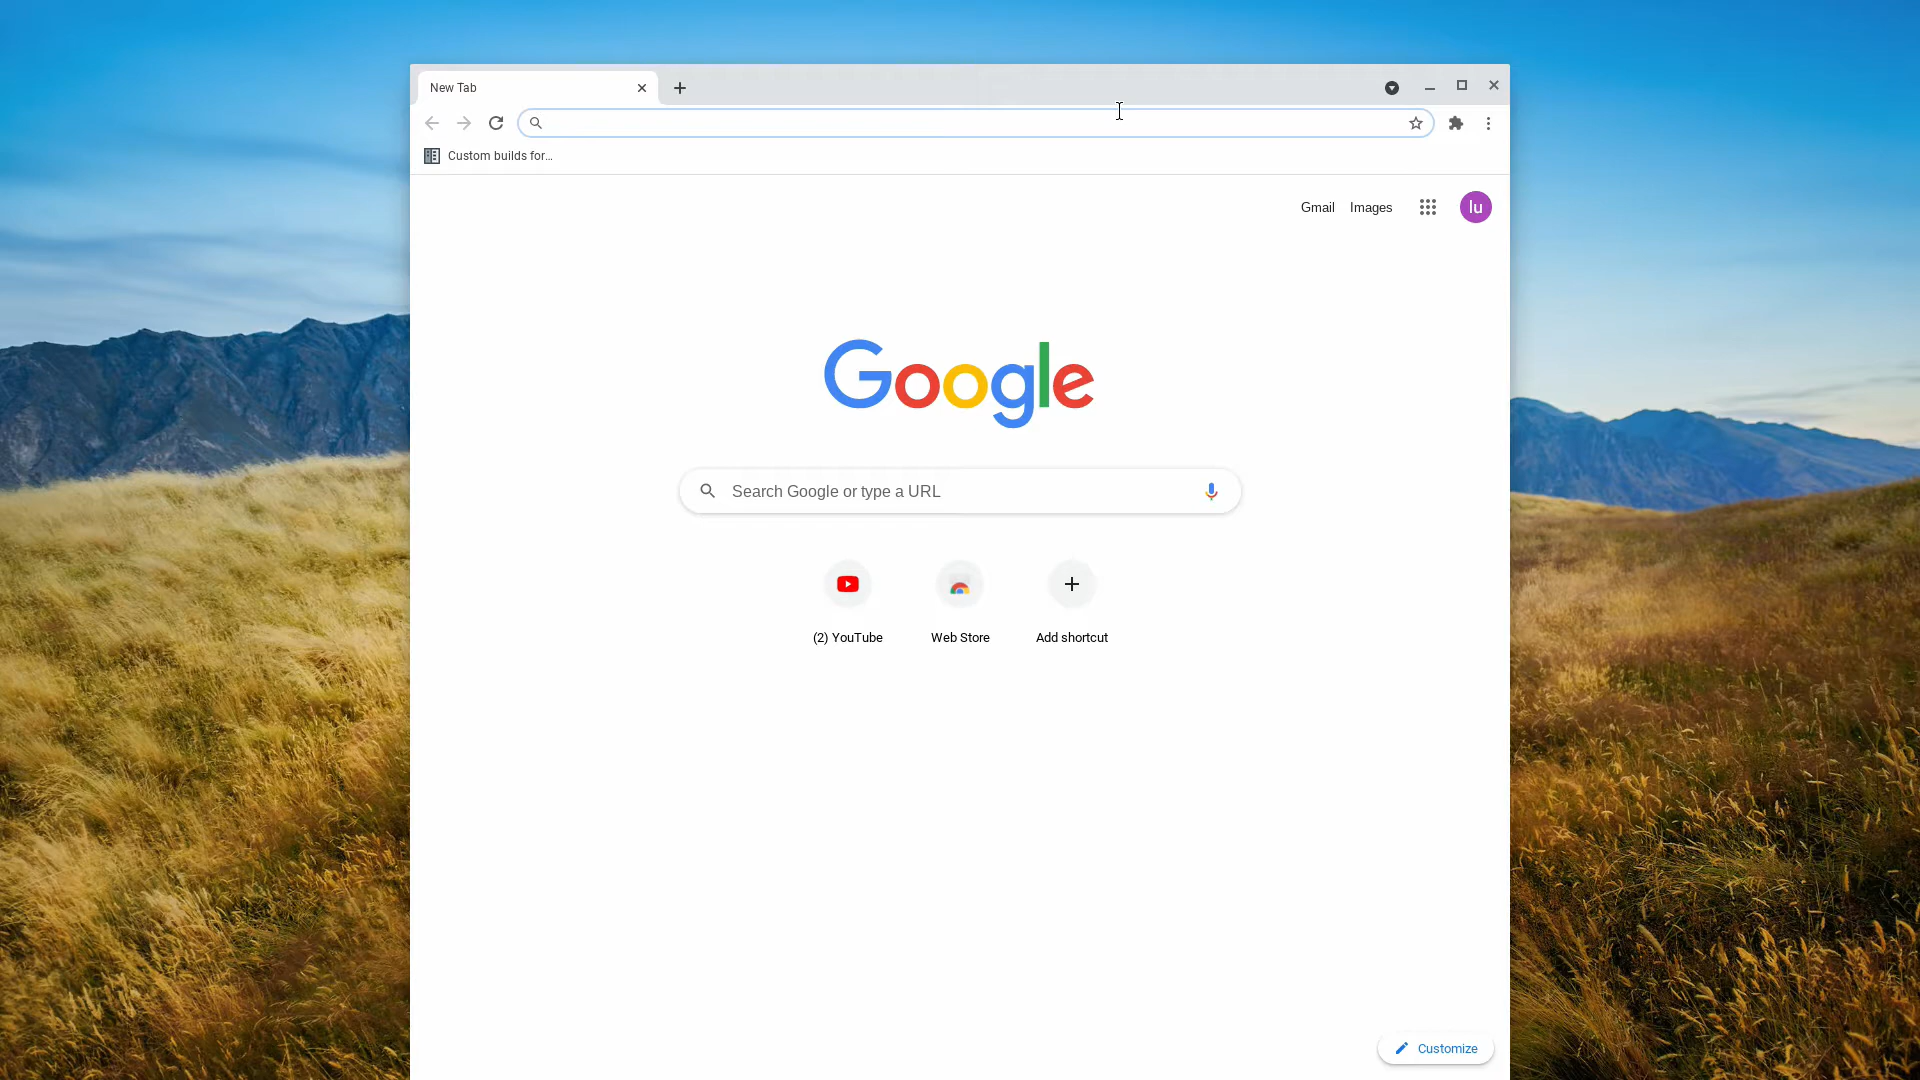 New Tab
Custom builds for...
Gmail Images lu
Google
Search Google or type a URL
(2) YouTube Web Store Add shortcut
Customize